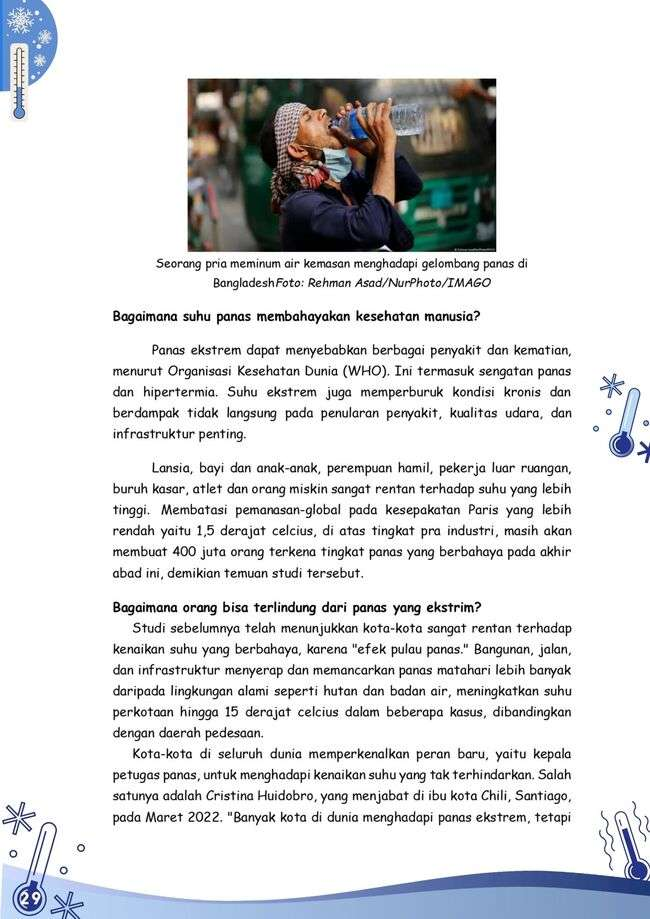 Seorang pria meminum air kemasan menghadapi gelombang panas di
BangladeshFoto: Rehman Asad/NurPhoto/IMAGO
Bagaimana suhu panas membahayakan kesehatan manusia?
Panas ekstrem dapat menyebabkan berbagai penyakit dan kematian,
menurut Organisasi Kesehatan Dunia (WHO). Ini termasuk sengatan panas
dan hipertermia. Suhu ekstrem juga memperburuk kondisi kronis dan
berdampak tidak langsung pada penularan penyakit, kualitas udara, dan
infrastruktur penting.
Lansia, bayi dan anak-anak, perempuan hamil, pekerja luar ruangan,
buruh kasar, atlet dan orang miskin sangat rentan terhadap suhu yang lebih
tinggi. Membatasi pemanasan-global pada kesepakatan Paris yang lebih
rendah yaitu 1,5 derajat celcius, di atas tingkat pra industri, masih akan
membuat 400 juta orang terkena tingkat panas yang berbahaya pada akhir
abad ini, demikian temuan studi tersebut.
Bagaimana orang bisa terlindung dari panas yang ekstrim?
Studi sebelumnya telah menunjukkan kota-kota sangat rentan terhadap
kenaikan suhu yang berbahaya, karena "efek pulau panas." Bangunan, jalan,
dan infrastruktur menyerap dan memancarkan panas matahari lebih banyak
daripada lingkungan alami seperti hutan dan badan air, meningkatkan suhu
perkotaan hingga 15 derajat celcius dalam beberapa kasus, dibandingkan
dengan daerah pedesaan.
Kota-kota di seluruh dunia memperkenalkan peran baru, yaitu kepala
petugas panas, untuk menghadapi kenaikan suhu yang tak terhindarkan. Salah
satunya adalah Cristina Huidobro, yang menjabat di ibu kota Chili, Santiago,
pada Maret 2022. "Banyak kota di dunia menghadapi panas ekstrem, tetapi
29